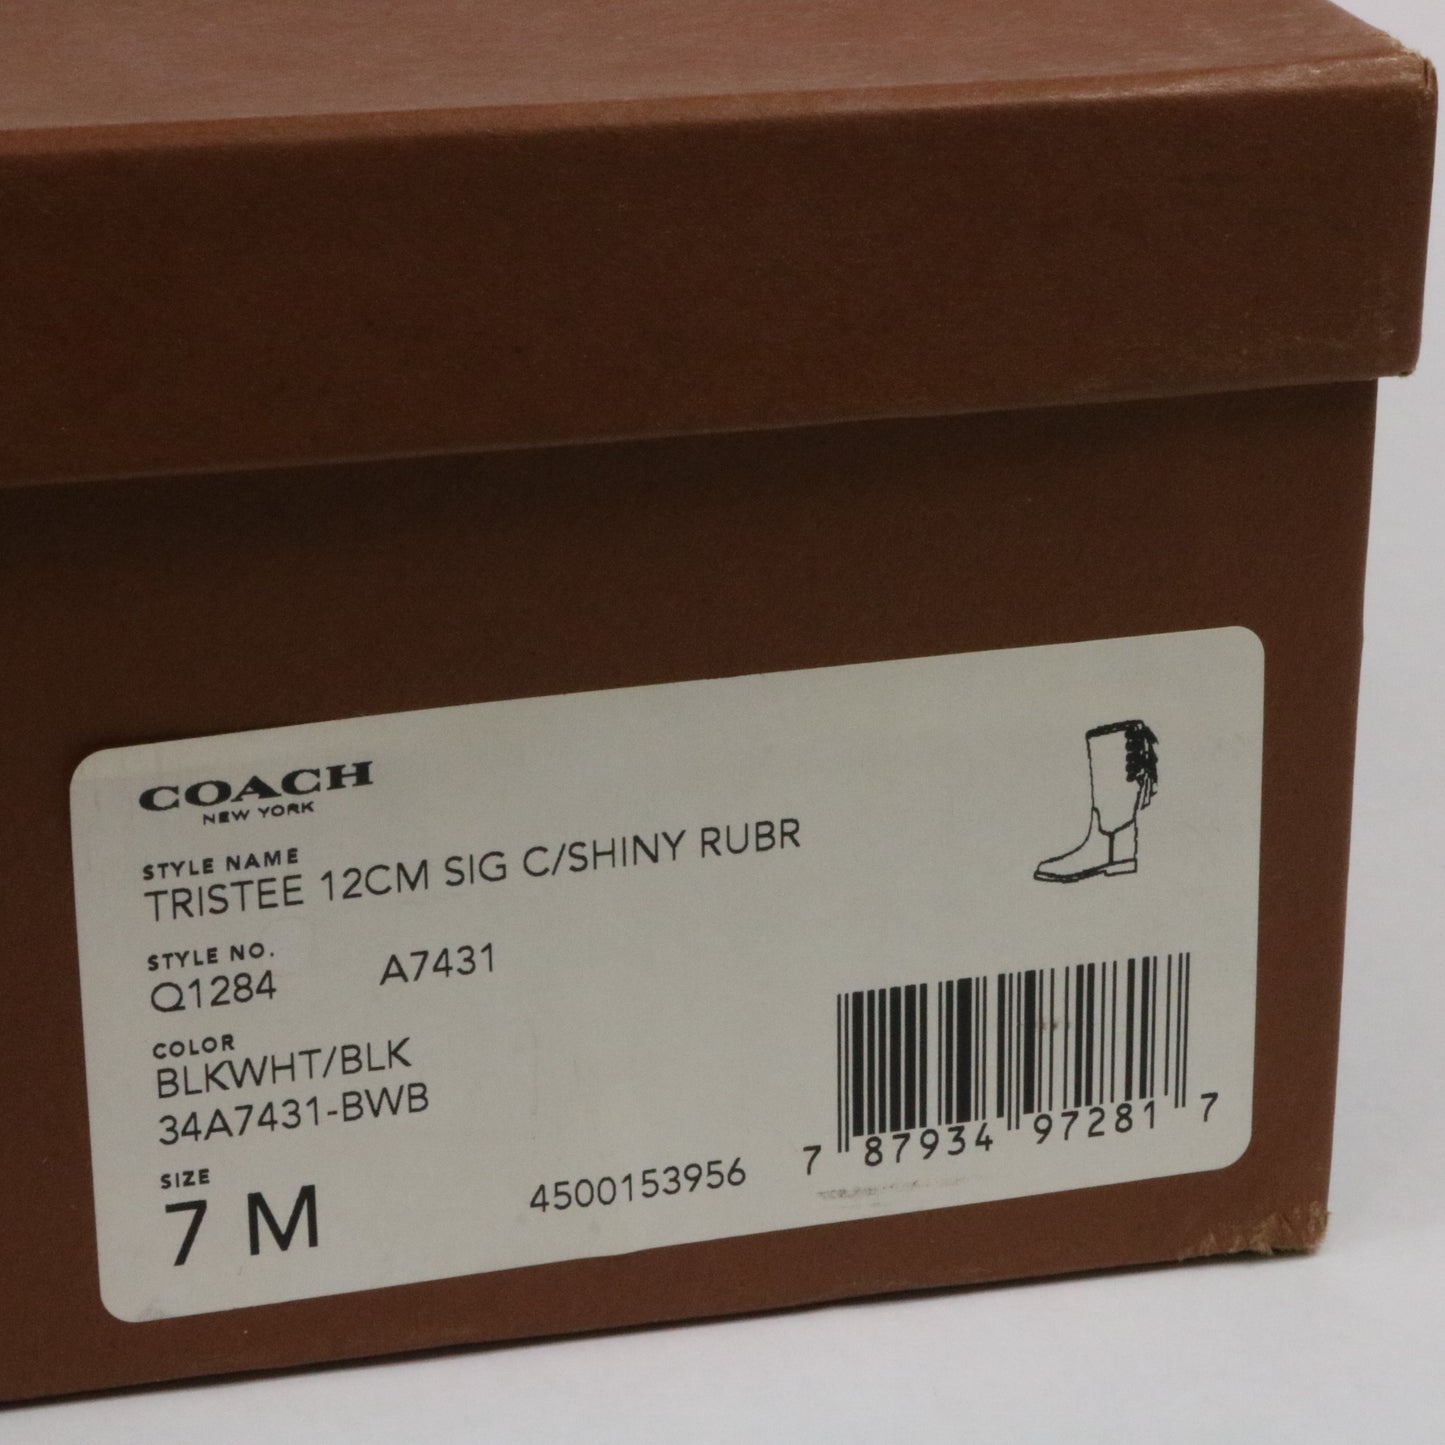 COACH
NEW YORK
STYLE NAME
TRISTEE 12CM SIG C/SHINY RUBR
STYLE NO.
Q1284 A7431
COLOR
BLKWHT/BLK
34A7431-BWB
SIZE
7 M
4500153956
7 87934 97281 7